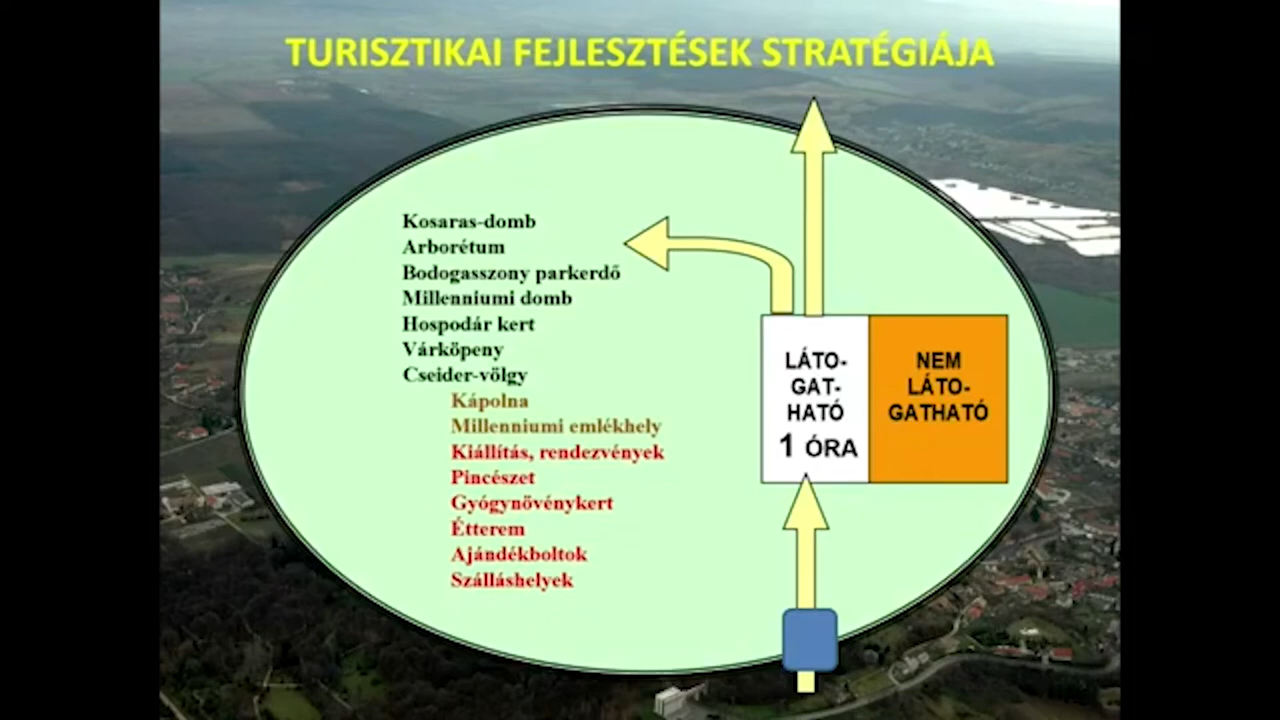 TURISZTIKAI FEJLESZTÉSEK STRATÉGIÁJA
Kosaras-domb
Arborétum
Bodogasszony parkerdő
Millenniumi domb
Hospodár kert
Várköpeny
Cseider-völgy
Kápolna
Millenniumi emlékhely
Kiállítás, rendezvények
Pincészet
Gyógynövénykert
Étterem
Ajándékboltok
Szálláshelyek
LÁTO-
GAT-
HATÓ
1 ÓRA
NEM
LÁTO-
GATHATÓ